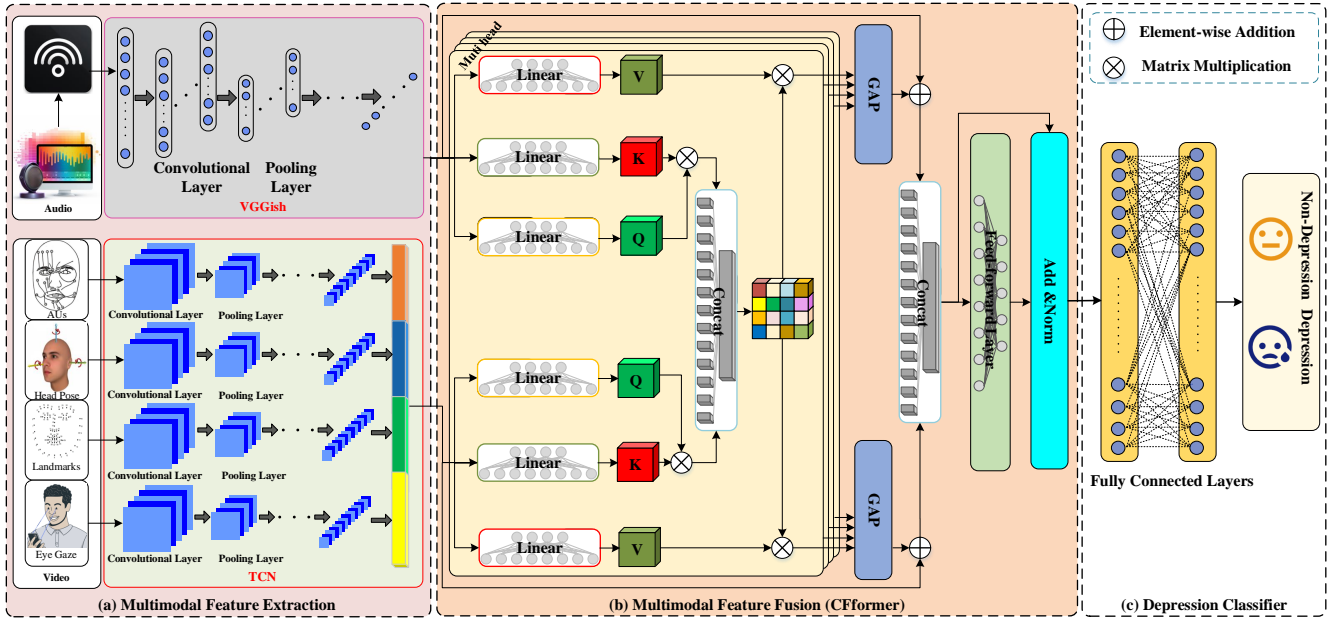 Audio
Convolutional
Layer
Pooling
Layer
VGGish
AUs
Convolutional Layer
Pooling Layer
Head Pose
Convolutional Layer
Pooling Layer
Landmarks
Convolutional Layer
Pooling Layer
Eye Gaze
Convolutional Layer
Pooling Layer
Video
TCN
(a) Multimodal Feature Extraction
Muti head
Linear
V
Linear
K
Linear
Q
Concat
Linear
Q
Linear
K
Linear
V
GAP
GAP
Concat
Feed-forward Layer
Add &Norm
(b) Multimodal Feature Fusion (CFformer)
Element-wise Addition
Matrix Multiplication
Fully Connected Layers
Non-Depression
Depression
(c) Depression Classifier